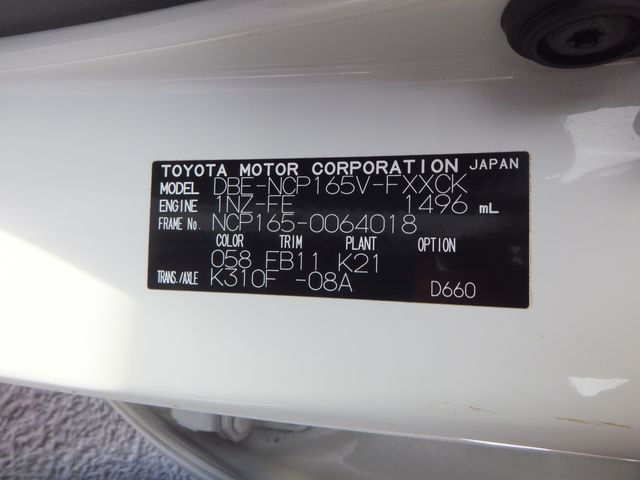 TOYOTA MOTOR CORPORATION JAPAN
MODEL DBE-NCP165V-FXXCK
ENGINE 1NZ-FE 1496 mL
FRAME No. NCP165-0064018
COLOR TRIM PLANT OPTION
058 FB11 K21
TRANS./AXLE K310F -08A D660